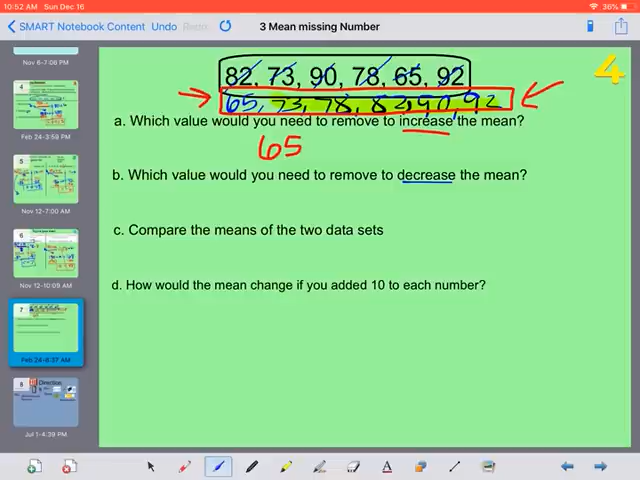 10:52 AM Sun Dec 16
36%
SMART Notebook Content
Undo
3 Mean missing Number
82, 73, 90, 78, 65, 92
65, 73, 78, 82, 90, 92
4
a. Which value would you need to remove to increase the mean?
65
b. Which value would you need to remove to decrease the mean?
c. Compare the means of the two data sets
d. How would the mean change if you added 10 to each number?
Nov 6-7:08 PM
4
Feb 24-3:59 PM
5
Nov 12-7:00 AM
6
Nov 12-10:09 AM
7
Feb 24-6:37 AM
8
Direction
Jul 1-4:39 PM
A